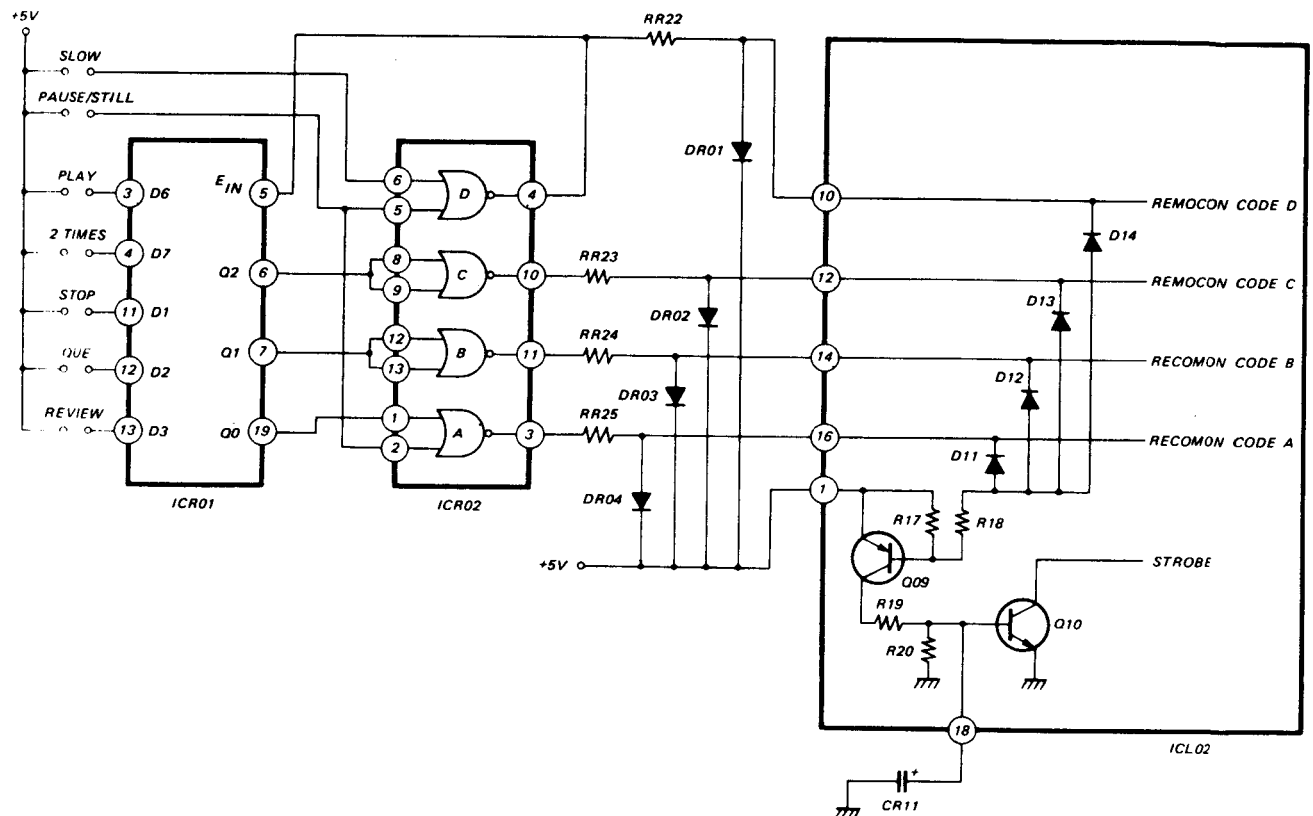 +5V
SLOW
PAUSE/STILL
PLAY
2 TIMES
STOP
QUE
REVIEW
3 D6
4 D7
11 D1
12 D2
13 D3
E IN 5
Q2 6
Q1 7
Q0 19
ICR01
6
5
D
4
8
9
C
10
12
13
B
11
1
2
A
3
ICR02
RR22
RR23
RR24
RR25
DR01
DR02
DR03
DR04
+5V
10
12
14
16
1
REMOCON CODE D
D14
REMOCON CODE C
D13
RECOMON CODE B
D12
RECOMON CODE A
D11
R17
R18
Q09
STROBE
R19
R20
Q10
18
ICL02
+
CR11